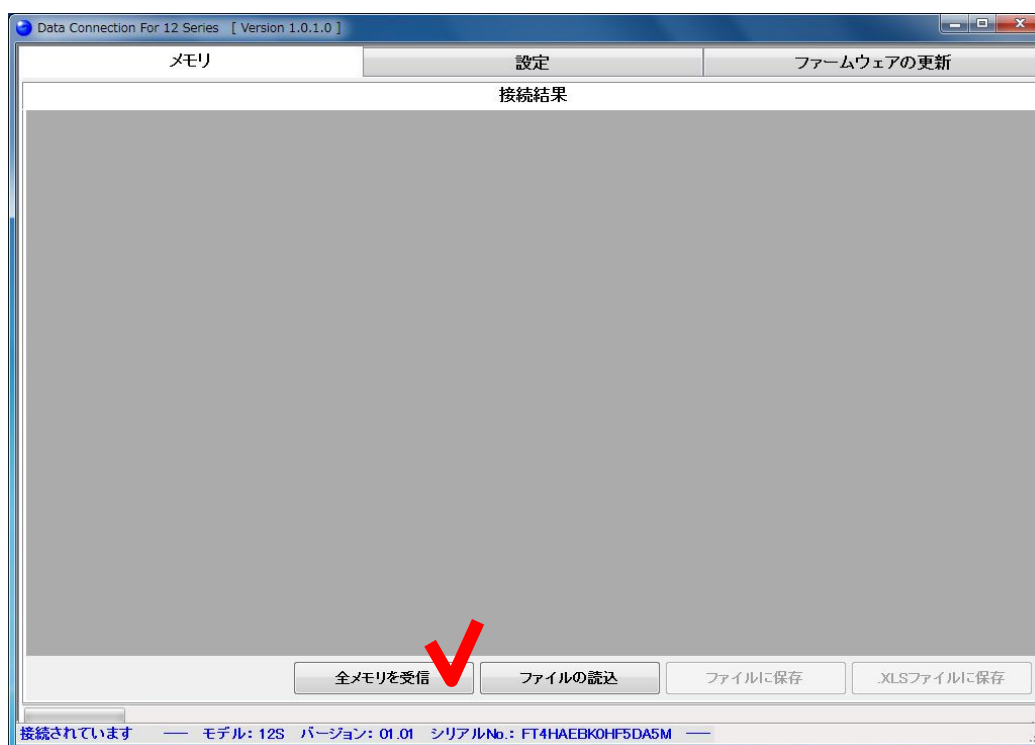 Data Connection For 12 Series [ Version 1.0.1.0 ]
メモリ 設定 ファームウェアの更新
接続結果
全メモリを受信 ファイルの読込 ファイルに保存 .XLSファイルに保存
接続されています ── モデル: 12S バージョン: 01.01 シリアルNo.: FT4HAEBK0HF5DA5M ──